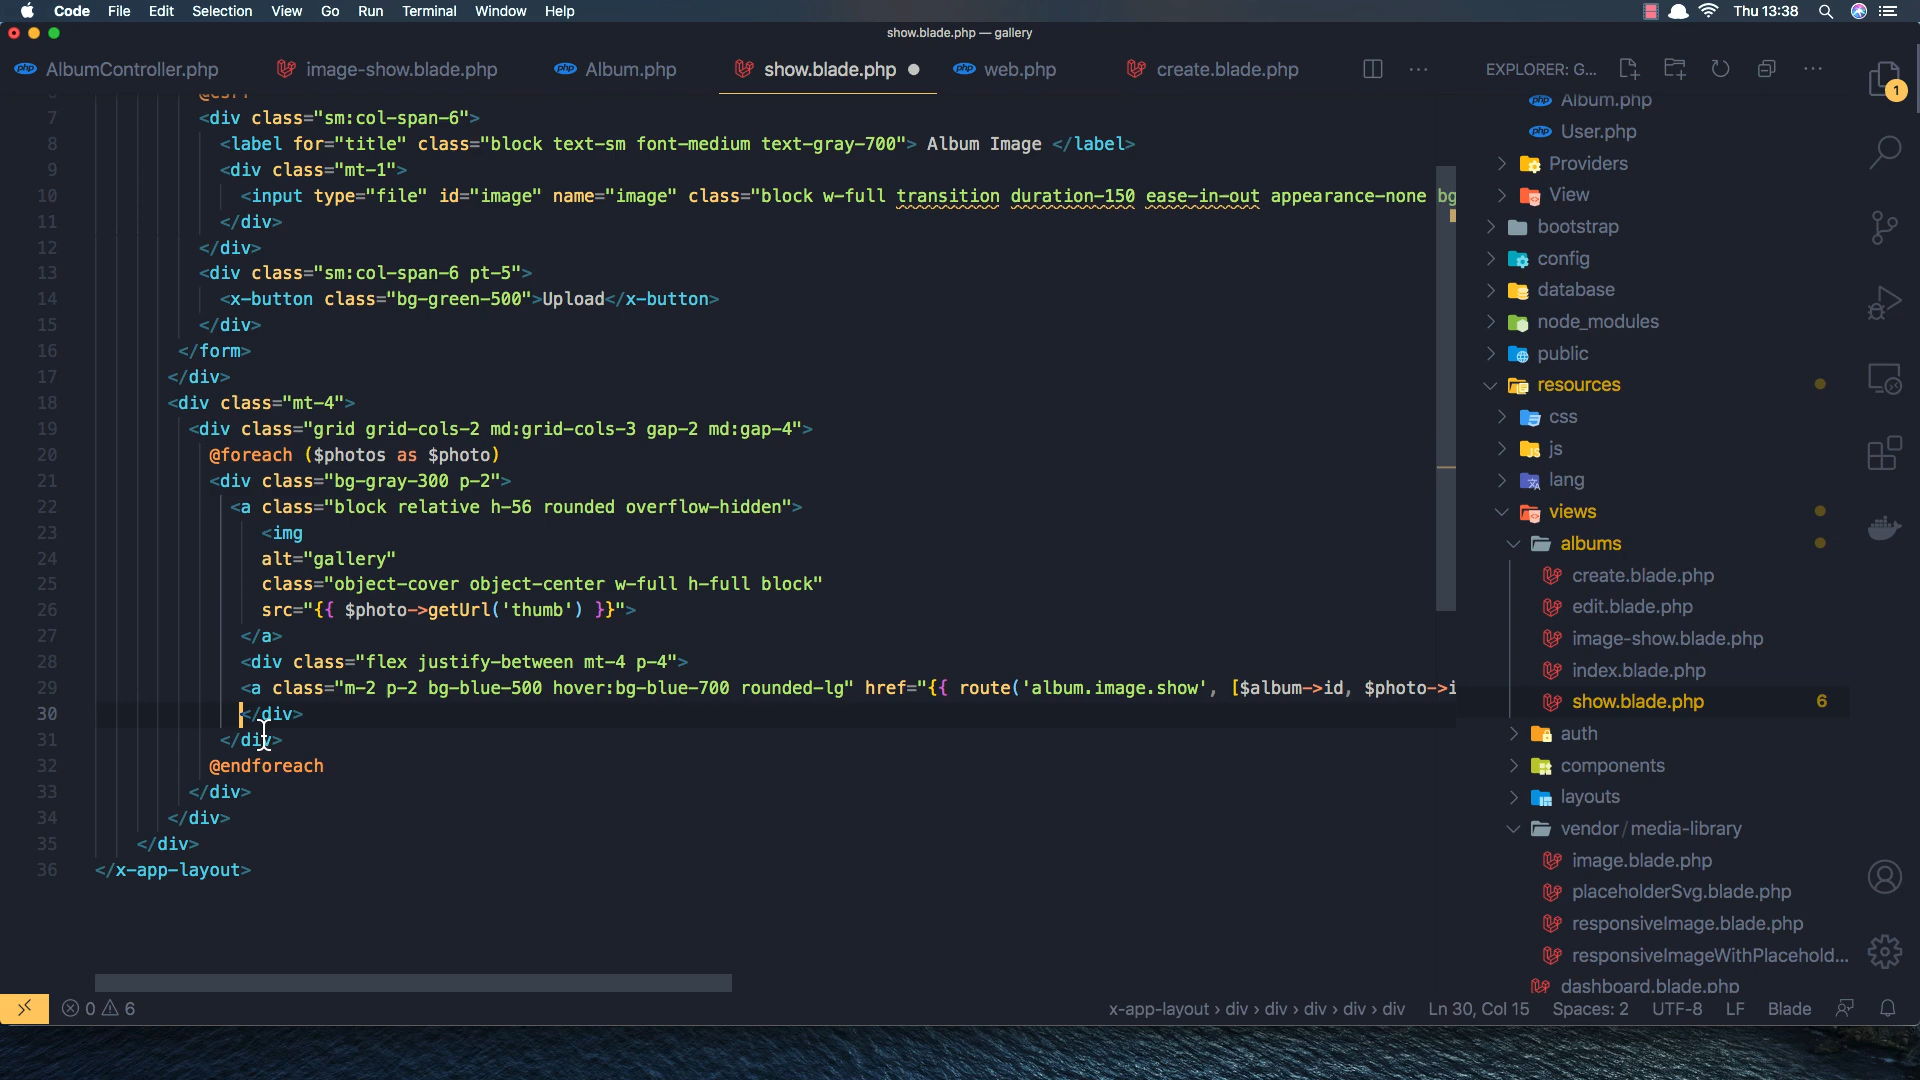 Code File Edit Selection View Go Run Terminal Window Help
Thu 13:38
show.blade.php — gallery
AlbumController.php image-show.blade.php Album.php show.blade.php web.php create.blade.php
EXPLORER: G...
7 <div class="sm:col-span-6">
8 <label for="title" class="block text-sm font-medium text-gray-700"> Album Image </label>
9 <div class="mt-1">
10 <input type="file" id="image" name="image" class="block w-full transition duration-150 ease-in-out appearance-none bg
11 </div>
12 </div>
13 <div class="sm:col-span-6 pt-5">
14 <x-button class="bg-green-500">Upload</x-button>
15 </div>
16 </form>
17 </div>
18 <div class="mt-4">
19 <div class="grid grid-cols-2 md:grid-cols-3 gap-2 md:gap-4">
20 @foreach ($photos as $photo)
21 <div class="bg-gray-300 p-2">
22 <a class="block relative h-56 rounded overflow-hidden">
23 <img
24 alt="gallery"
25 class="object-cover object-center w-full h-full block"
26 src="{{ $photo->getUrl('thumb') }}">
27 </a>
28 <div class="flex justify-between mt-4 p-4">
29 <a class="m-2 p-2 bg-blue-500 hover:bg-blue-700 rounded-lg" href="{{ route('album.image.show', [$album->id, $photo->i
30 </div>
31 </div>
32 @endforeach
33 </div>
34 </div>
35 </div>
36 </x-app-layout>
Album.php
User.php
Providers
View
bootstrap
config
database
node_modules
public
resources
css
js
lang
views
albums
create.blade.php
edit.blade.php
image-show.blade.php
index.blade.php
show.blade.php 6
auth
components
layouts
vendor/media-library
image.blade.php
placeholderSvg.blade.php
responsiveImage.blade.php
responsiveImageWithPlacehold...
dashboard.blade.php
1
0 6
x-app-layout › div › div › div › div › div Ln 30, Col 15 Spaces: 2 UTF-8 LF Blade